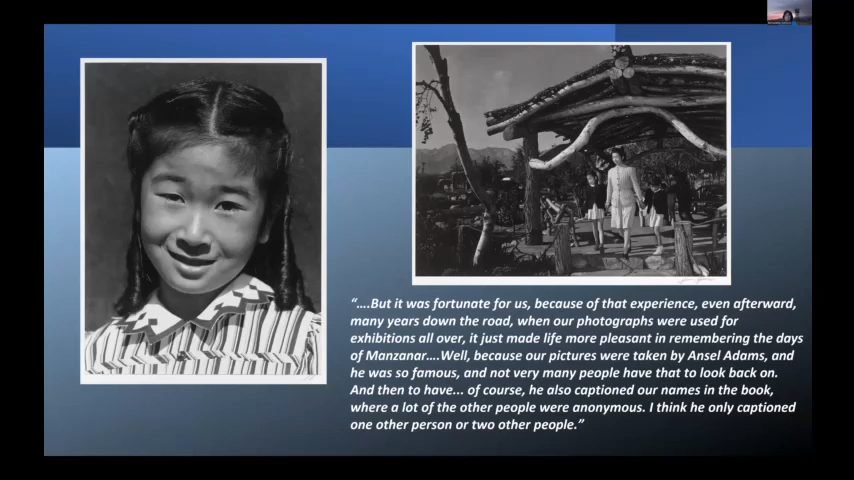 “….But it was fortunate for us, because of that experience, even afterward,
many years down the road, when our photographs were used for
exhibitions all over, it just made life more pleasant in remembering the days
of Manzanar….Well, because our pictures were taken by Ansel Adams, and
he was so famous, and not very many people have that to look back on.
And then to have... of course, he also captioned our names in the book,
where a lot of the other people were anonymous. I think he only captioned
one other person or two other people.”